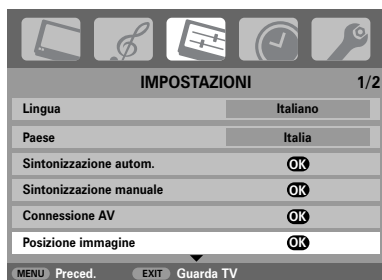 IMPOSTAZIONI 1/2
Lingua Italiano
Paese Italia
Sintonizzazione autom. OK
Sintonizzazione manuale OK
Connessione AV OK
Posizione immagine OK
MENU Preced. EXIT Guarda TV